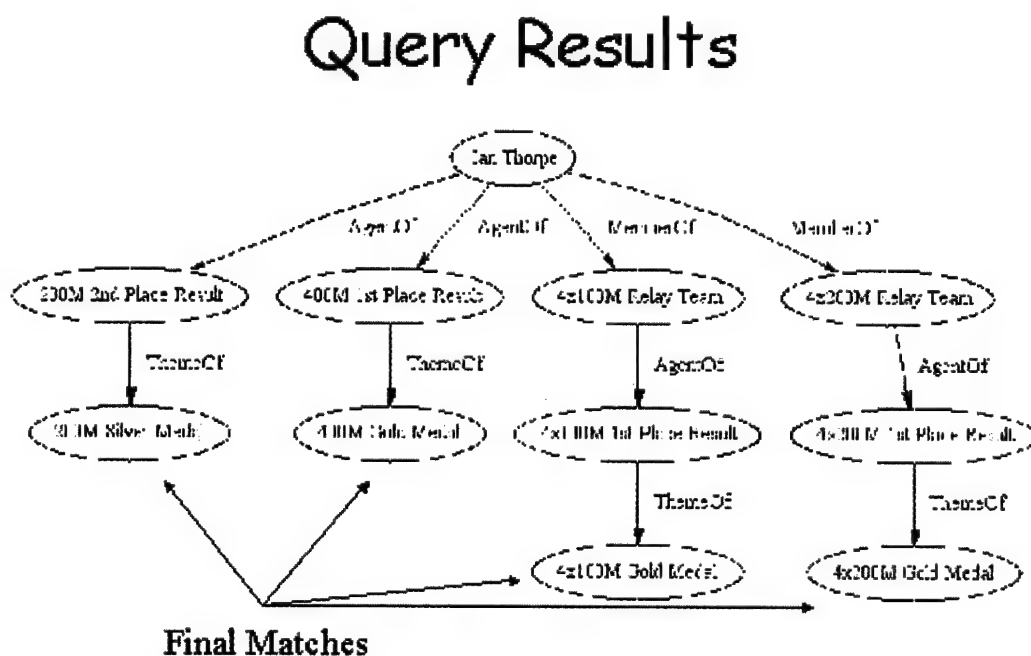 Query Results
Ian Thorpe
AgentOf AgentOf MemberOf MemberOf
200M 2nd Place Result 400M 1st Place Result 4x100M Relay Team 4x200M Relay Team
ThemeOf ThemeOf AgentOf AgentOf
200M Silver Medal 400M Gold Medal 4x100M 1st Place Result 4x200M 1st Place Result
ThemeOf ThemeOf
4x100M Gold Medal 4x200M Gold Medal
Final Matches